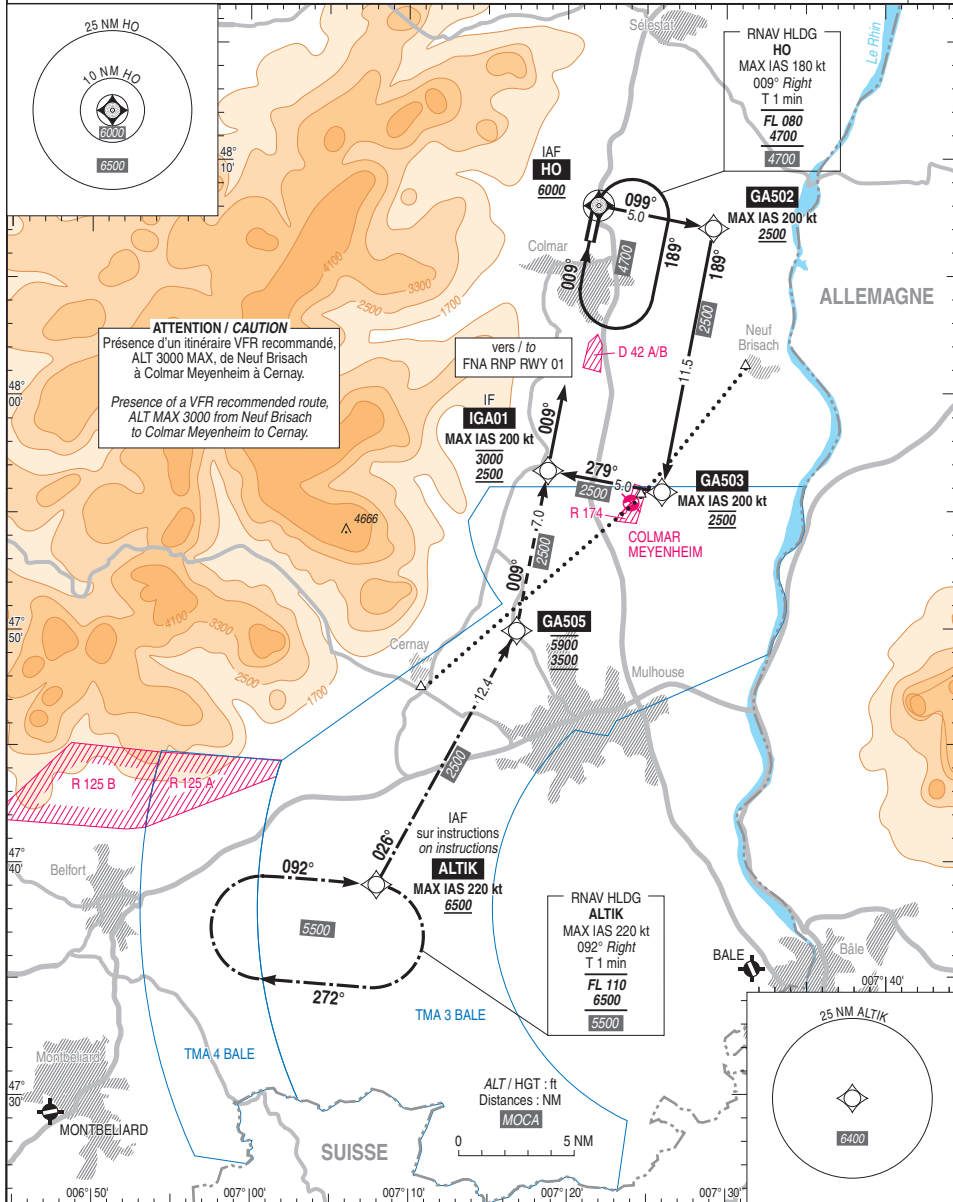 25 NM HO
10 NM HO
6000
6500
48°
10'
Sélestat
Le Rhin
RNAV HLDG
HO
MAX IAS 180 kt
009° Right
T 1 min
FL 080
4700
4700
IAF
HO
6000
099°
5.0
GA502
MAX IAS 200 kt
2500
Colmar
009°
4700
189°
189°
2500
11.5
ALLEMAGNE
4100
3300
2500
1700
ATTENTION / CAUTION
Présence d'un itinéraire VFR recommandé,
ALT 3000 MAX, de Neuf Brisach
à Colmar Meyenheim à Cernay.
Presence of a VFR recommended route,
ALT MAX 3000 from Neuf Brisach
to Colmar Meyenheim to Cernay.
Neuf
Brisach
vers / to
FNA RNP RWY 01
D 42 A/B
48°
00'
IF
IGA01
MAX IAS 200 kt
3000
2500
009°
279°
5.0
2500
GA503
MAX IAS 200 kt
2500
R 174
COLMAR
MEYENHEIM
4666
7.0
2500
009°
47°
50'
GA505
5900
3500
4100
3300
2500
1700
Cernay
Mulhouse
12.4
2500
R 125 B
R 125 A
026°
IAF
sur instructions
on instructions
ALTIK
MAX IAS 220 kt
6500
47°
40'
Belfort
092°
5500
272°
RNAV HLDG
ALTIK
MAX IAS 220 kt
092° Right
T 1 min
FL 110
6500
5500
BALE
Bâle
007° 40'
TMA 3 BALE
TMA 4 BALE
25 NM ALTIK
6400
Montbeliard
47°
30'
MONTBELIARD
ALT / HGT : ft
Distances : NM
MOCA
0
5 NM
SUISSE
006° 50'
007° 00'
007° 10'
007° 20'
007° 30'